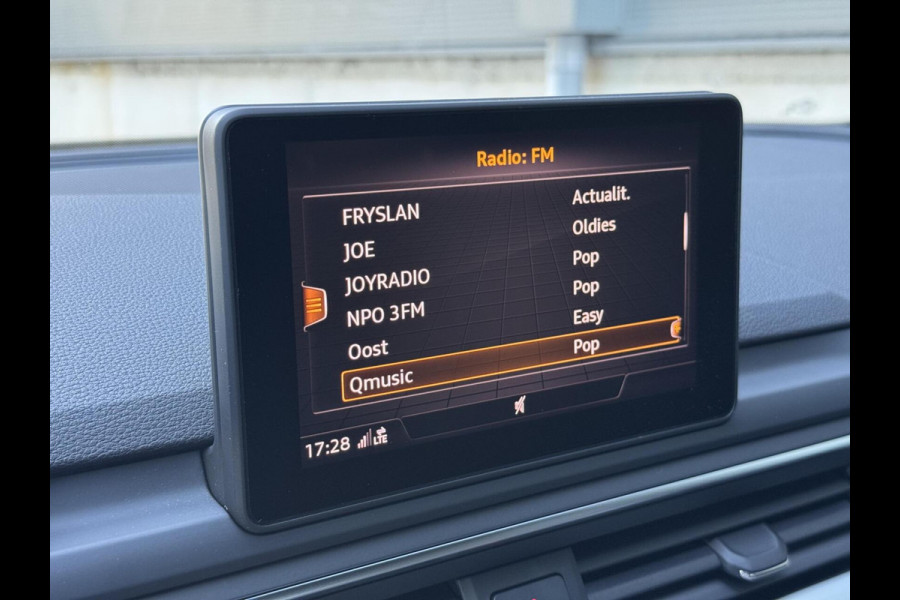 Radio: FM
FRYSLAN Actualit.
JOE Oldies
JOYRADIO Pop
NPO 3FM Pop
Oost Easy
Qmusic Pop
17:28 LTE